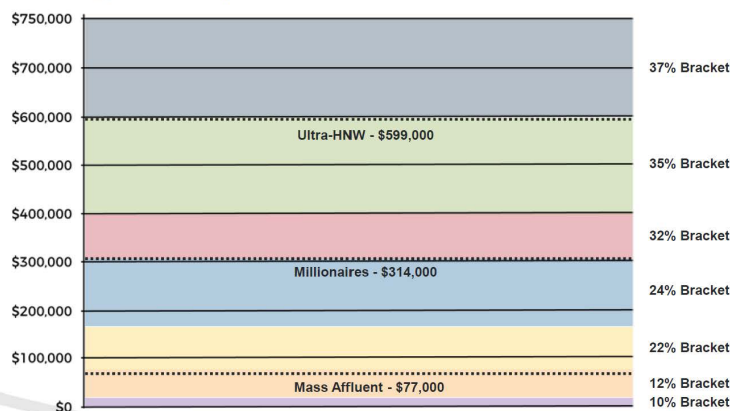 $750,000
$700,000
37% Bracket
$600,000
Ultra-HNW - $599,000
$500,000
35% Bracket
$400,000
32% Bracket
$300,000
Millionaires - $314,000
24% Bracket
$200,000
22% Bracket
$100,000
Mass Affluent - $77,000
12% Bracket
10% Bracket
$0